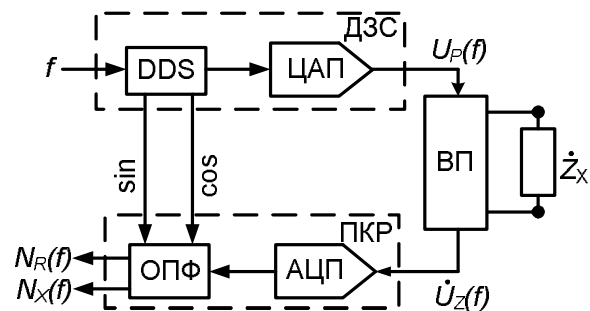 ДЗС
f
DDS
ЦАП
U_P(f)
ВП
Ż_X
sin
cos
ПКР
N_R(f)
N_X(f)
ОПФ
АЦП
U̇_Z(f)